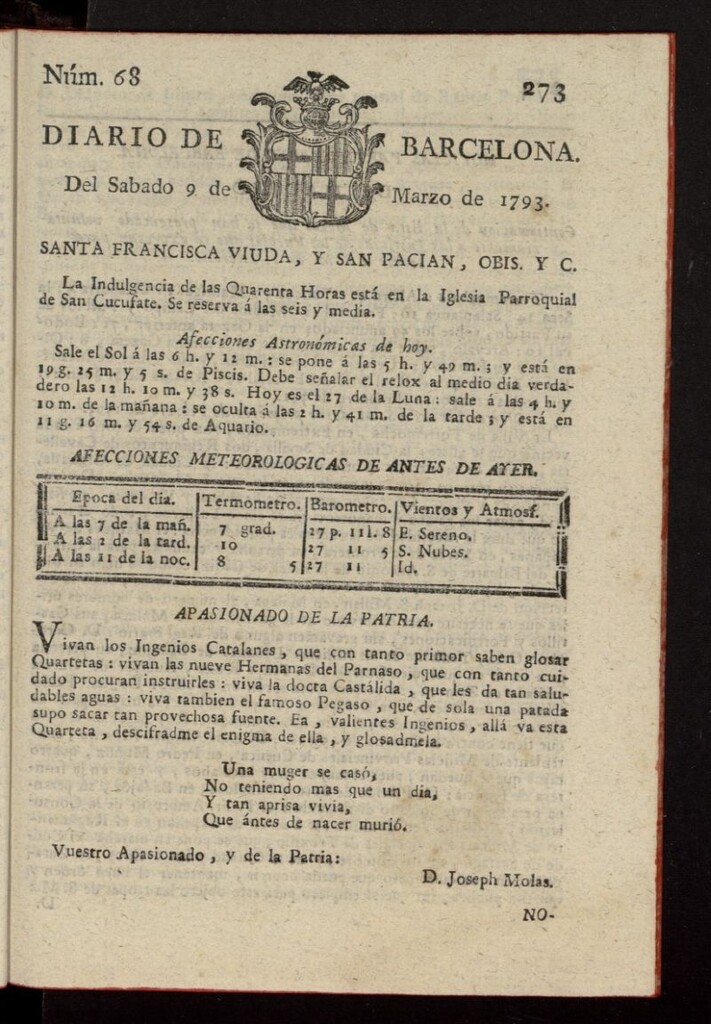 Núm. 68
273
DIARIO DE BARCELONA.
Del Sabado 9 de Marzo de 1793.
SANTA FRANCISCA VIUDA, Y SAN PACIAN, OBIS. Y C.
La Indulgencia de las Quarenta Horas está en la Iglesia Parroquial
de San Cucufate. Se reserva á las seis y media.
Afecciones Astronómicas de hoy.
Sale el Sol á las 6 h. y 12 m.: se pone á las 5 h. y 49 m.; y está en
19 g. 25 m. y 5 s. de Piscis. Debe señalar el relox al medio dia verda-
dero las 12 h. 10 m. y 38 s. Hoy es el 27 de la Luna: sale á las 4 h. y
10 m. de la mañana: se oculta á las 2 h. y 41 m. de la tarde; y está en
11 g. 16 m. y 54 s. de Aquario.
AFECCIONES METEOROLOGICAS DE ANTES DE AYER.
Epoca del dia. Termometro. Barometro. Vientos y Atmosf.
A las 7 de la mañ. 7 grad. 27 p. 11 l. 8 E. Sereno.
A las 2 de la tard. 10 27 11 5 S. Nubes.
A las 11 de la noc. 8 5 27 11 Id.
APASIONADO DE LA PATRIA.
Vivan los Ingenios Catalanes, que con tanto primor saben glosar
Quartetas: vivan las nueve Hermanas del Parnaso, que con tanto cui-
dado procuran instruirles: viva la docta Castálida, que les da tan salu-
dables aguas: viva tambien el famoso Pegaso, que de sola una patada
supo sacar tan provechosa fuente. Ea, valientes Ingenios, allá va esta
Quarteta, descifradme el enigma de ella, y glosadmela.
Una muger se casó,
No teniendo mas que un dia,
Y tan aprisa vivia,
Que ántes de nacer murió.
Vuestro Apasionado, y de la Patria:
D. Joseph Molas.
NO-